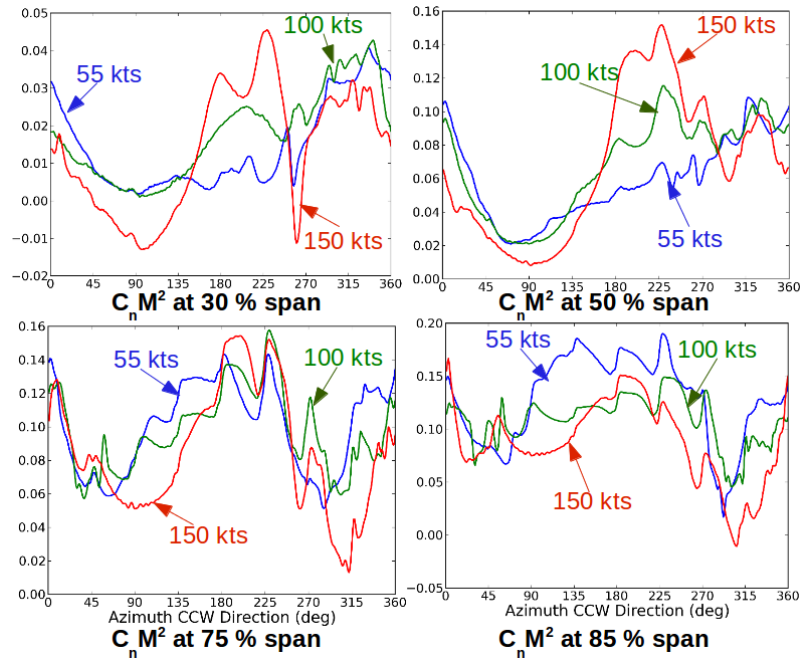 0.05
0.04
0.03
0.02
0.01
0.00
−0.01
−0.02
100 kts
55 kts
150 kts
0 45 90 135 180 225 270 315 360
CnM² at 30 % span
0.16
0.14
0.12
0.10
0.08
0.06
0.04
0.02
0.00
150 kts
100 kts
55 kts
0 45 90 135 180 225 270 315 360
CnM² at 50 % span
0.16
0.14
0.12
0.10
0.08
0.06
0.04
0.02
0.00
55 kts
100 kts
150 kts
0 45 90 135 180 225 270 315 360
Azimuth CCW Direction (deg)
CnM² at 75 % span
0.20
0.15
0.10
0.05
0.00
−0.05
55 kts
100 kts
150 kts
0 45 90 135 180 225 270 315 360
Azimuth CCW Direction (deg)
CnM² at 85 % span